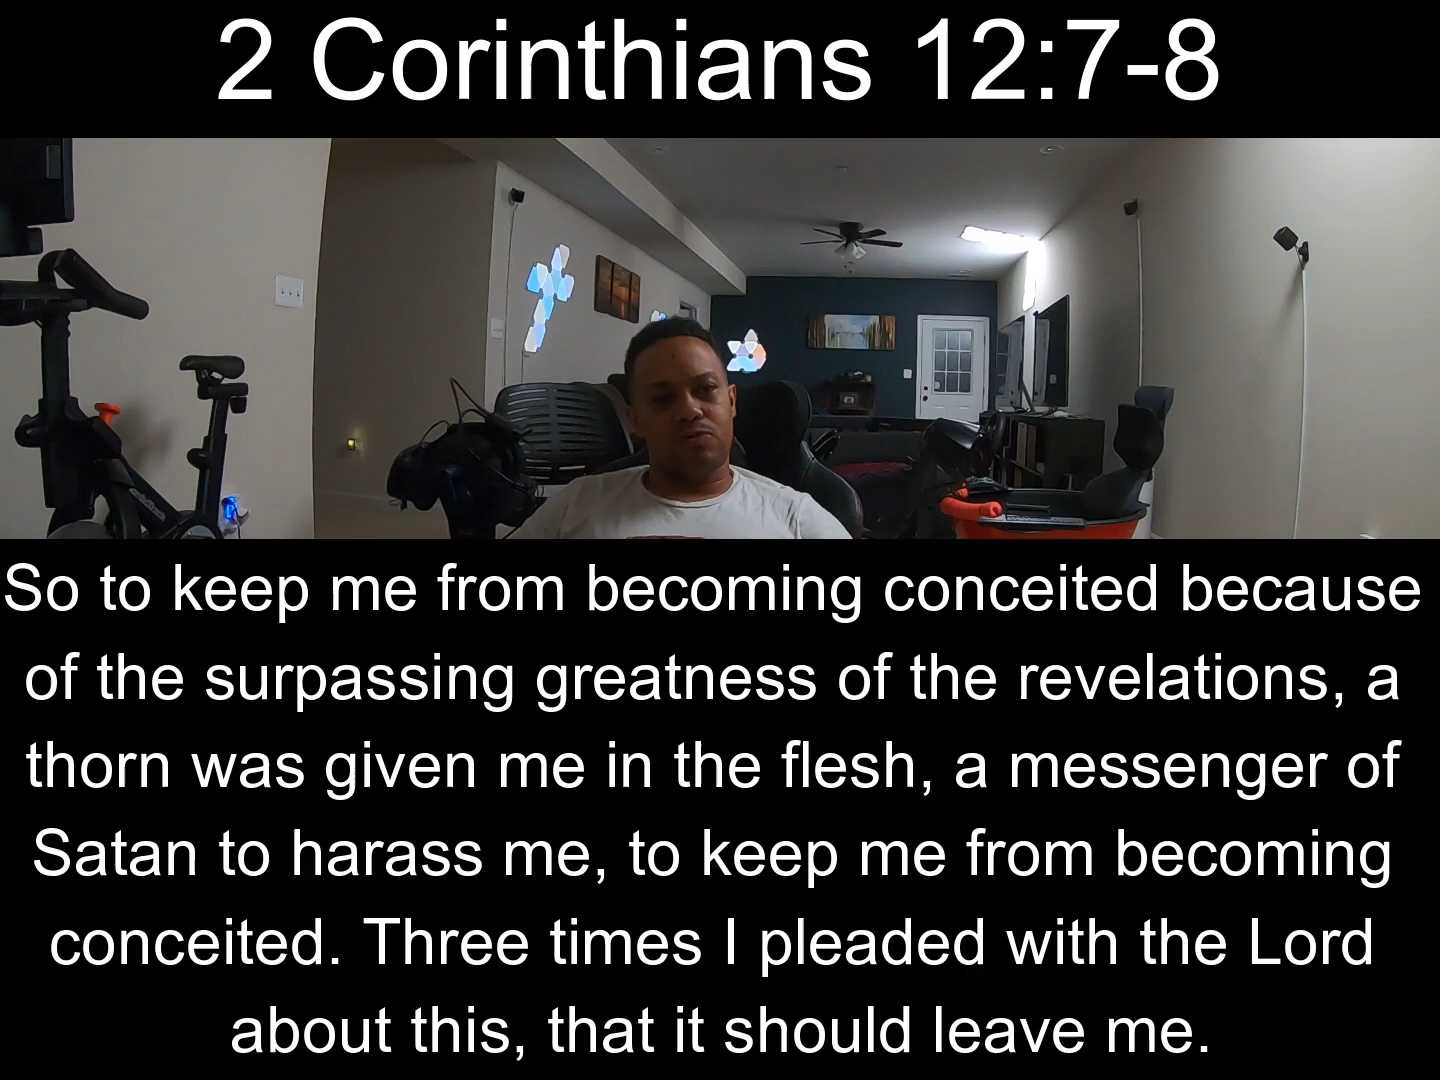 2 Corinthians 12:7-8
So to keep me from becoming conceited because
of the surpassing greatness of the revelations, a
thorn was given me in the flesh, a messenger of
Satan to harass me, to keep me from becoming
conceited. Three times I pleaded with the Lord
about this, that it should leave me.